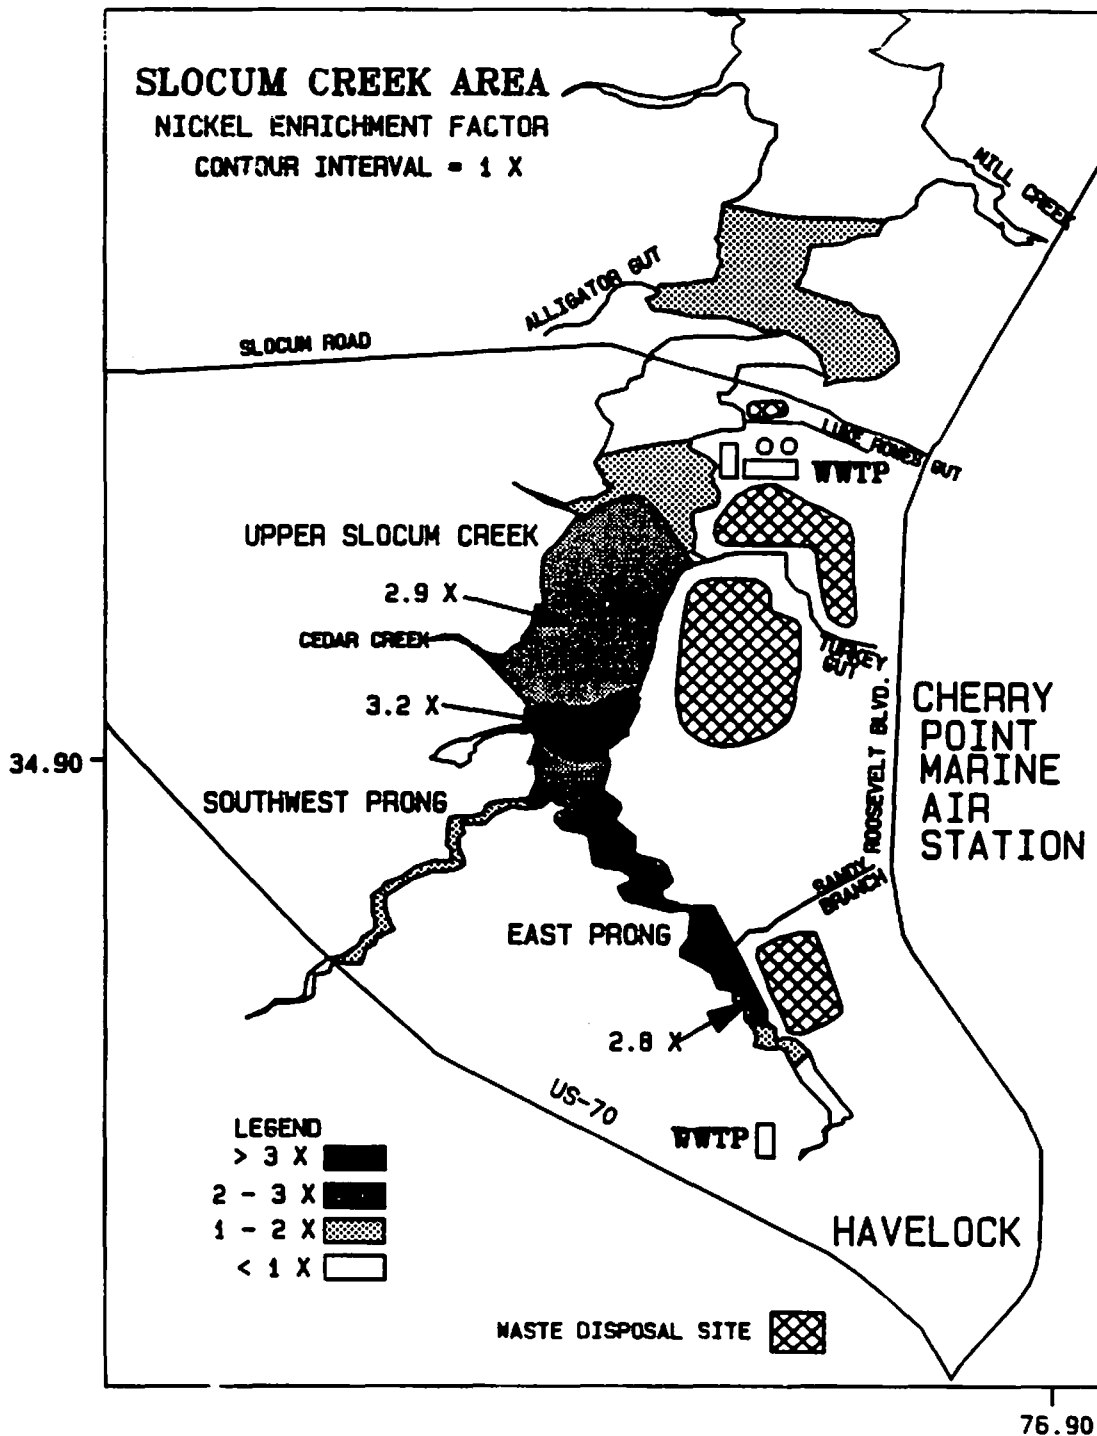 SLOCUM CREEK AREA
NICKEL ENRICHMENT FACTOR
CONTOUR INTERVAL = 1 X
MILL CREEK
ALLIGATOR GUT
SLOCUM ROAD
LUKE ROWES GUT
WWTP
UPPER SLOCUM CREEK
2.9 X
CEDAR CREEK
TURKEY
GUT
3.2 X
CHERRY
POINT
MARINE
AIR
STATION
ROOSEVELT BLVD.
34.90
SOUTHWEST PRONG
SANDY
BRANCH
EAST PRONG
2.8 X
US-70
LEGEND
> 3 X
2 - 3 X
1 - 2 X
< 1 X
WWTP
HAVELOCK
WASTE DISPOSAL SITE
76.90